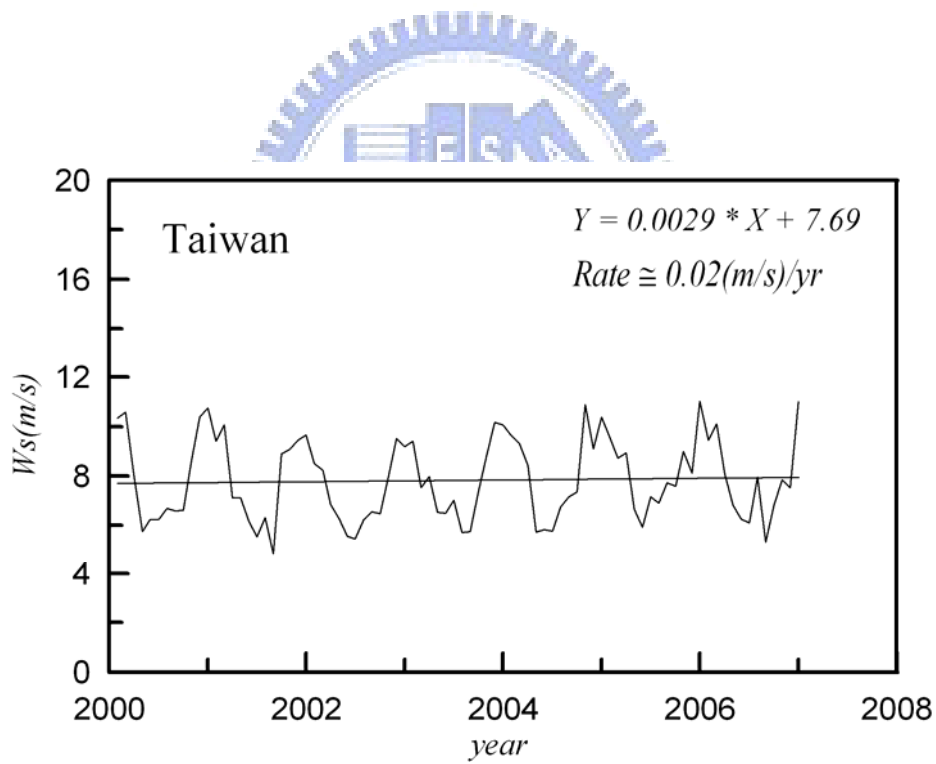 E S
20
Taiwan
Y = 0.0029 * X + 7.69
Rate ≅ 0.02(m/s)/yr
16
12
8
4
0
Ws(m/s)
2000 2002 2004 2006 2008
year